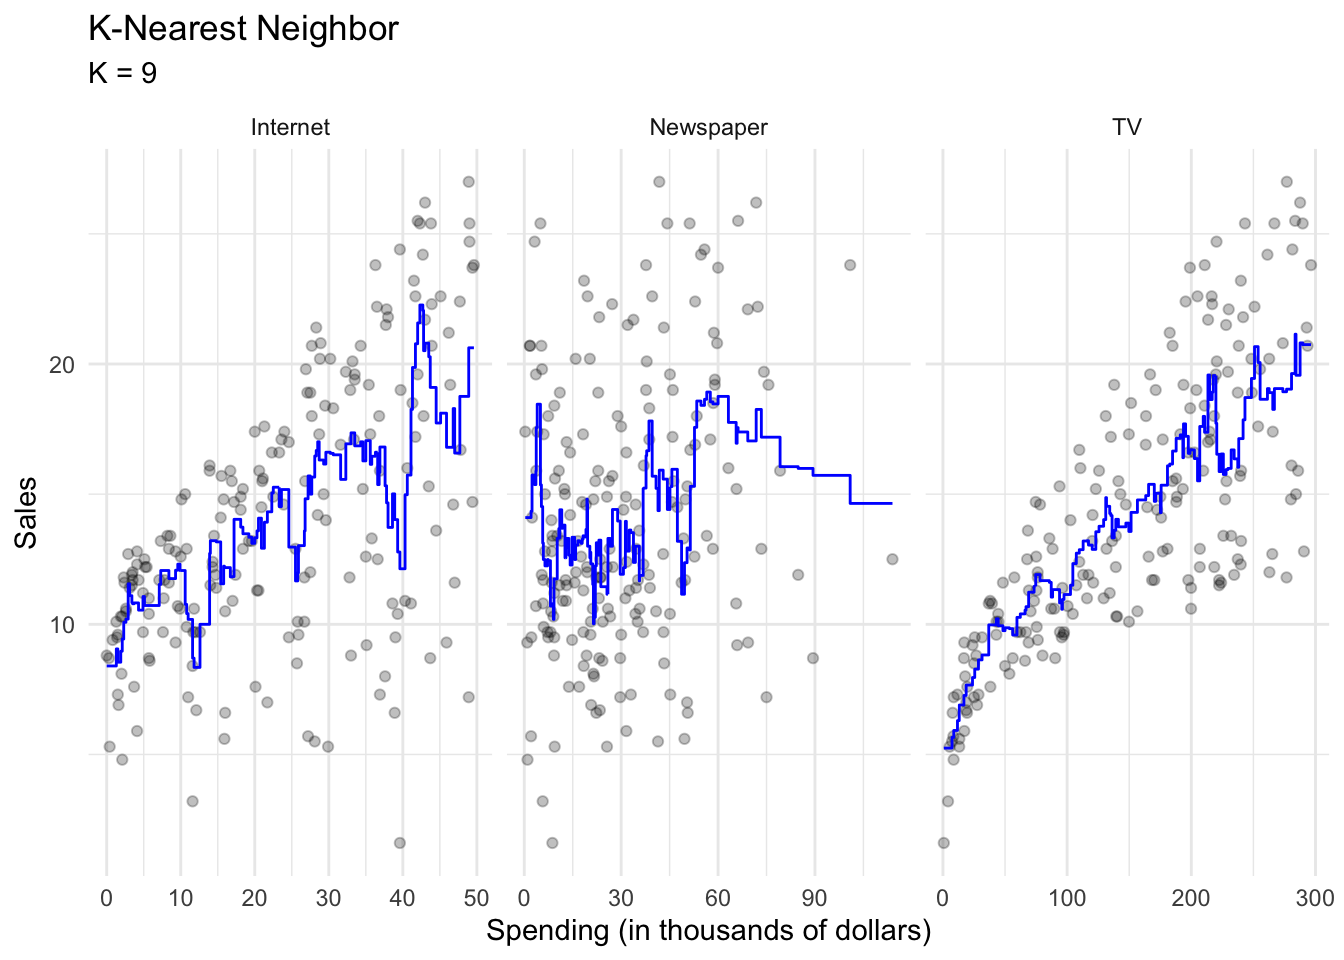 K-Nearest Neighbor
K = 9
Internet
Newspaper
TV
Sales
20
10
0 10 20 30 40 50
0 30 60 90
0 100 200 300
Spending (in thousands of dollars)